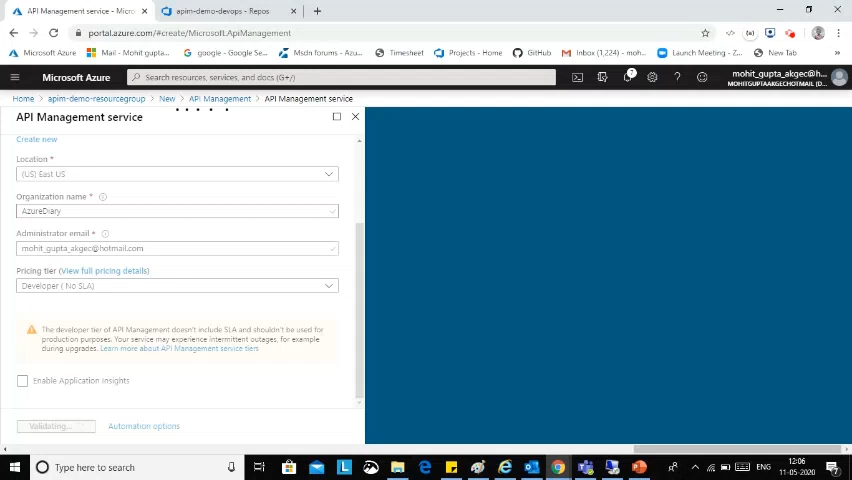 API Management service - Micro
apim-demo-devops - Repos
portal.azure.com/#create/Microsoft.ApiManagement
Microsoft Azure
Mail - Mohit gupta...
google - Google Se...
Msdn forums - Azu...
Timesheet
Projects - Home
GitHub
Inbox (1,224) - moh...
Launch Meeting - Z...
New Tab
Microsoft Azure
Search resources, services, and docs (G+/)
mohit_gupta_akgec@h...
MOHITGUPTAAKGECHOTMAIL (D...
Home > apim-demo-resourcegroup > New > API Management > API Management service
API Management service
Create new
Location *
(US) East US
Organization name *
AzureDiary
Administrator email *
mohit_gupta_akgec@hotmail.com
Pricing tier (View full pricing details)
Developer ( No SLA)
The developer tier of API Management doesn't include SLA and shouldn't be used for
production purposes. Your service may experience intermittent outages, for example
during upgrades. Learn more about API Management service tiers
Enable Application Insights
Validating...
Automation options
Type here to search
ENG
12:06
11-05-2020